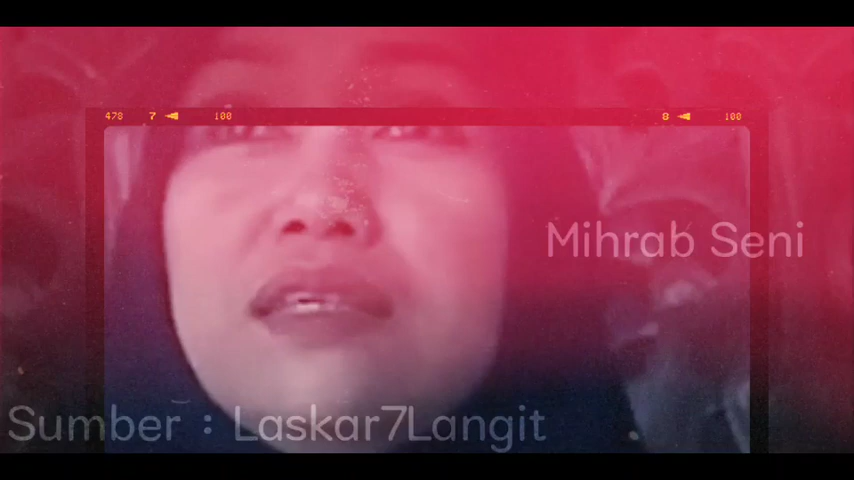 478 7 ◄ 100 8 ◄ 100
Mihrab Seni
Sumber : Laskar7Langit